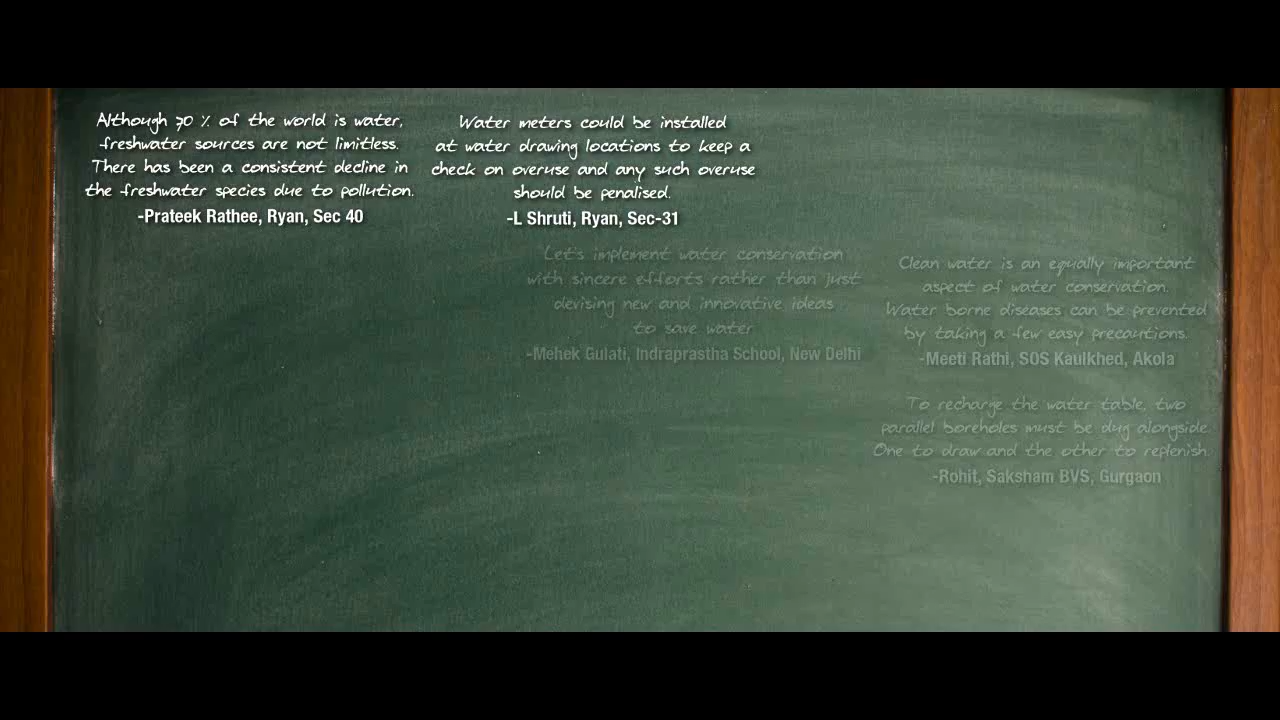 Although 70 % of the world is water,
freshwater sources are not limitless.
There has been a consistent decline in
the freshwater species due to pollution.
-Prateek Rathee, Ryan, Sec 40
Water meters could be installed
at water drawing locations to keep a
check on overuse and any such overuse
should be penalised.
-L Shruti, Ryan, Sec-31
Let's implement water conservation
with sincere efforts rather than just
devising new and innovative ideas
to save water
-Mehek Gulati, Indraprastha School, New Delhi
Clean water is an equally important
aspect of water conservation.
Water borne diseases can be prevented
by taking a few easy precautions.
-Meeti Rathi, SOS Kaulkhed, Akola
To recharge the water table, two
parallel boreholes must be dug alongside.
One to draw and the other to replenish.
-Rohit, Saksham BVS, Gurgaon